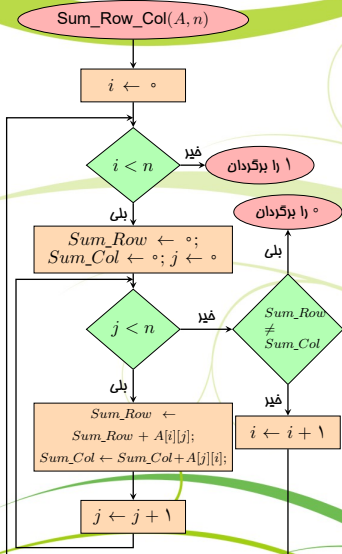 Sum_Row_Col(A, n)
i ← ۰
i < n
خیر
۱ را برگردان
بلی
۰ را برگردان
Sum_Row ← ۰;
Sum_Col ← ۰; j ← ۰
بلی
j < n
خیر
Sum_Row
≠
Sum_Col
بلی
خیر
Sum_Row ←
Sum_Row + A[i][j];
Sum_Col ← Sum_Col+A[j][i];
i ← i + ۱
j ← j + ۱